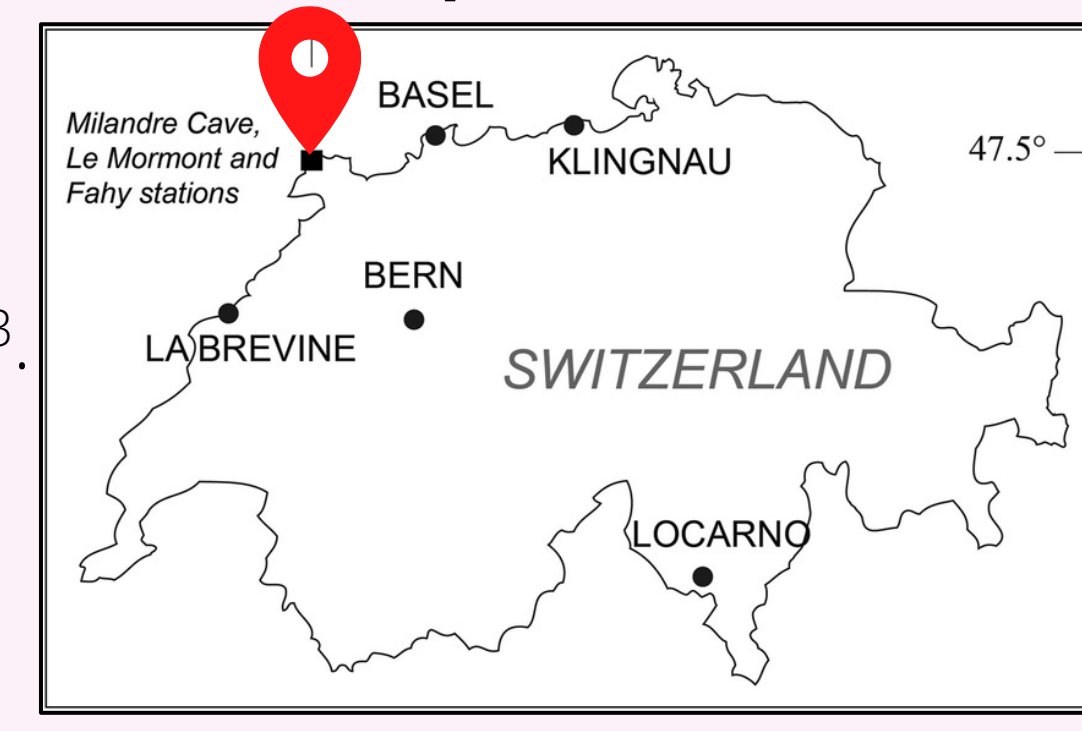 BASEL
Milandre Cave,
Le Mormont and
Fahy stations
KLINGNAU
47.5°
BERN
LA BREVINE
SWITZERLAND
LOCARNO